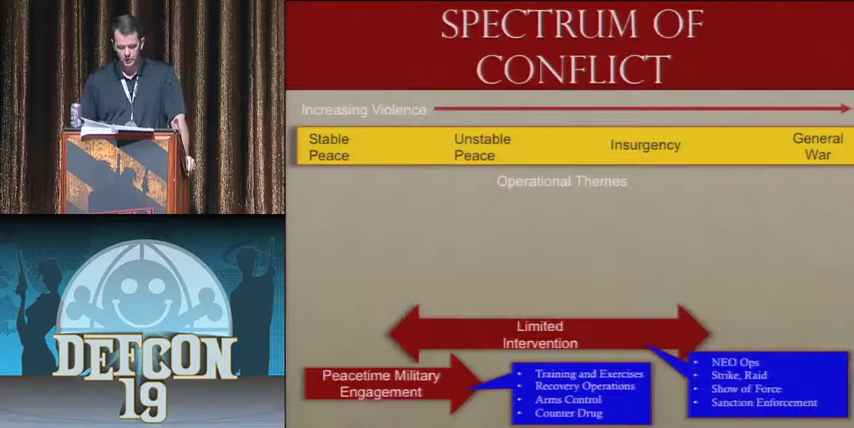 SPECTRUM OF
CONFLICT
Increasing Violence
Stable
Peace
Unstable
Peace
Insurgency
General
War
Operational Themes
Limited
Intervention
Peacetime Military
Engagement
• Training and Exercises
• Recovery Operations
• Arms Control
• Counter Drug
• NEO Ops
• Strike, Raid
• Show of Force
• Sanction Enforcement
DEFCON
19